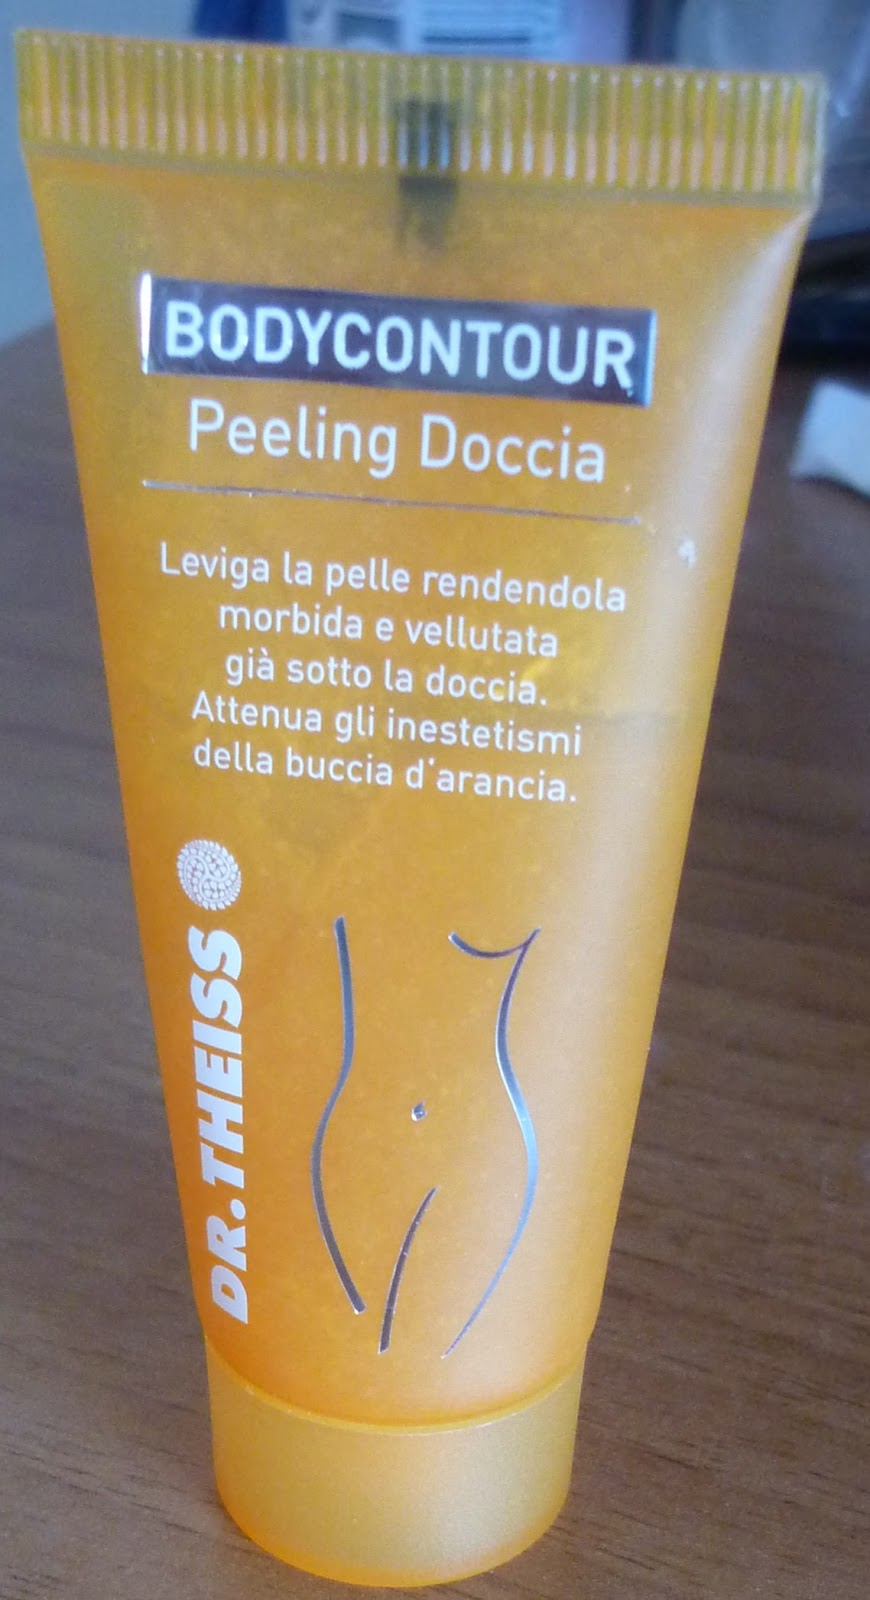 BODYCONTOUR
Peeling Doccia
Leviga la pelle rendendola
morbida e vellutata
già sotto la doccia.
Attenua gli inestetismi
della buccia d'arancia.
DR.THEISS